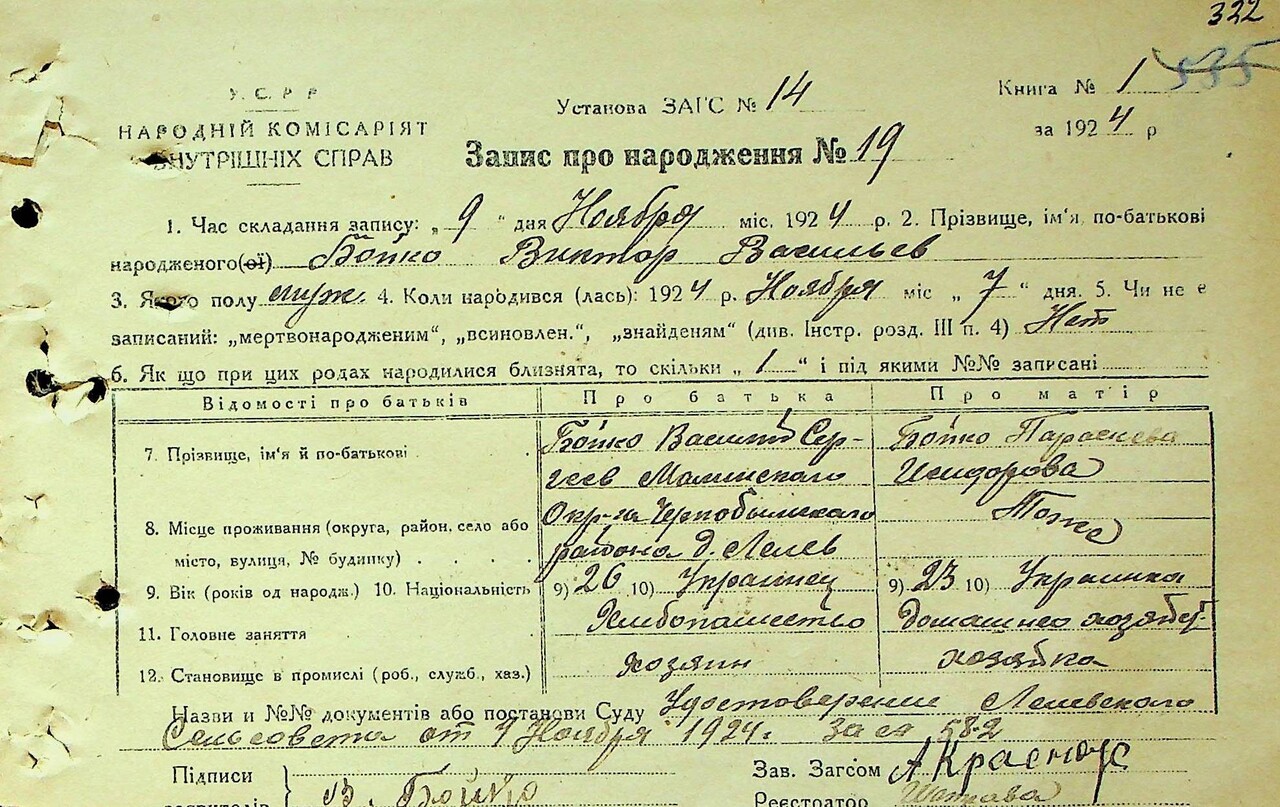 322
535
У.С.Р.Р
НАРОДНІЙ КОМІСАРІЯТ
ВНУТРІШНІХ СПРАВ
Установа ЗАГС № 14
Книга № 1
за 1924 р
Запис про народження № 19
1. Час складання запису: „ 9 “ дня Ноября міс. 1924 р. 2. Прізвище, ім‘я, по-батькові
народженого(ої) Бойко Виктор Васильев
3. Якого полу муж. 4. Коли народився (лась): 1924 р. Ноября міс „ 7 “ дня. 5. Чи не є
записаний: „мертвонародженим“, „всиновлен.“, „знайденям“ (див. Інстр. розд. III п. 4) Нет
6. Як що при цих родах народилися близнята, то скільки „ 1 “ і під якими №№ записані
Відомості про батьків Про батька Про матір
7. Прізвище, ім‘я й по-батькові Бойко Василий Сер-
геев Малинского
Бойко Параскева
Исидорова
8. Місце проживання (округа, район, село або
місто, вулиця, № будинку)
Окр-га Чернобыльского
района д. Лелев
Тоже
9. Вік (років од народж.) 10. Національність 9) 26 10) Украинец 9) 23 10) Украинка
11. Головне заняття Хлебопашество Домашнее хозяйст.
12. Становище в промислі (роб., служб., хаз.) хозяин хозяйка
Назви и №№ документів або постанови Суду Удостоверение Лелевского
Сельсовета от 9 Ноября 1924г. за № 582
Підписи
заявителів В. Бойко
Зав. Загсом А Красноус
Реєстратор